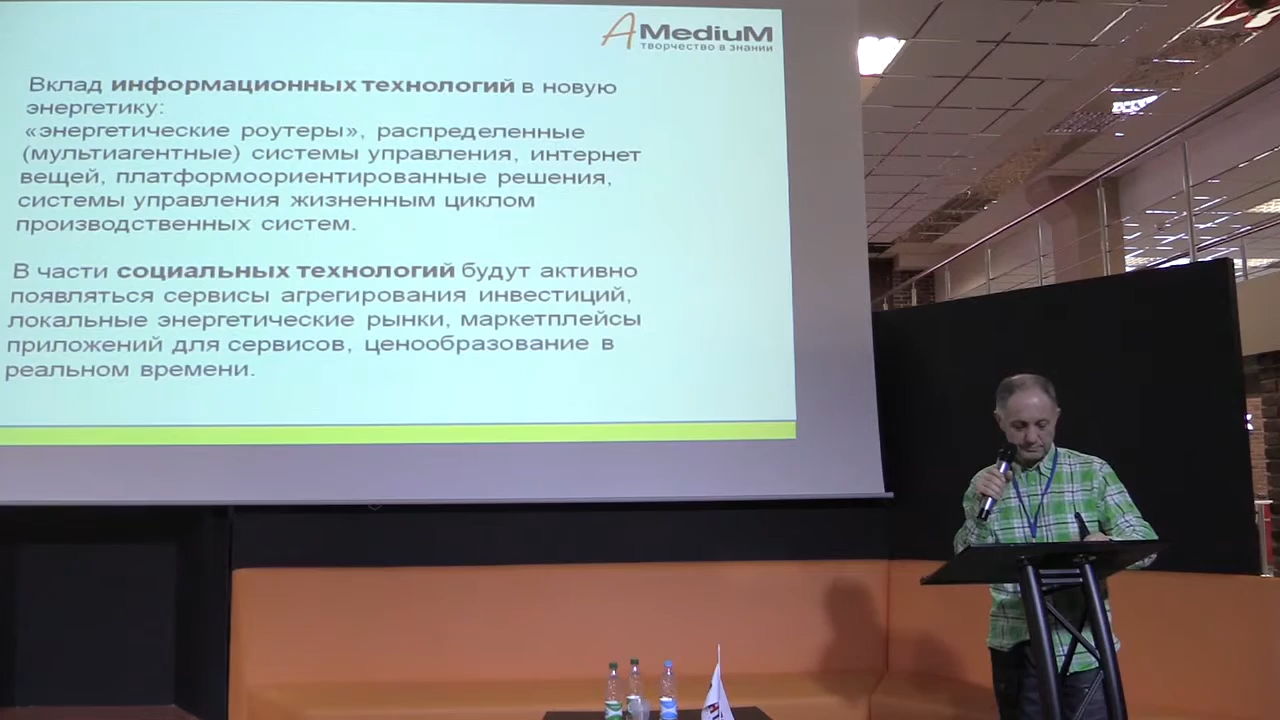 AMediuM
творчество в знании
Вклад информационных технологий в новую
энергетику:
«энергетические роутеры», распределенные
(мультиагентные) системы управления, интернет
вещей, платформоориентированные решения,
системы управления жизненным циклом
производственных систем.
В части социальных технологий будут активно
появляться сервисы агрегирования инвестиций,
локальные энергетические рынки, маркетплейсы
приложений для сервисов, ценообразование в
реальном времени.